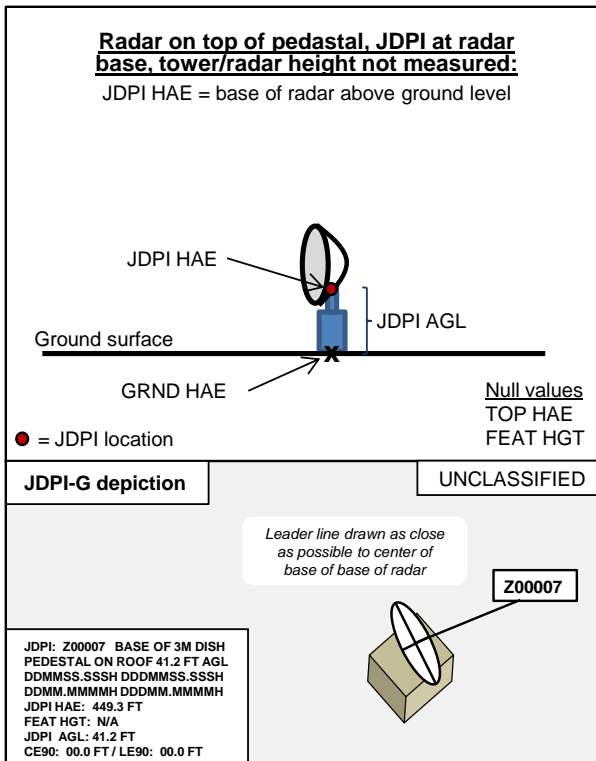 Radar on top of pedastal, JDPI at radar
base, tower/radar height not measured:
JDPI HAE = base of radar above ground level
JDPI HAE
JDPI AGL
Ground surface
x
GRND HAE
Null values
TOP HAE
FEAT HGT
= JDPI location
JDPI-G depiction
UNCLASSIFIED
Leader line drawn as close
as possible to center of
base of base of radar
Z00007
JDPI: Z00007 BASE OF 3M DISH
PEDESTAL ON ROOF 41.2 FT AGL
DDMMSS.SSSH DDDMMSS.SSSH
DDMM.MMMMH DDDMM.MMMMH
JDPI HAE: 449.3 FT
FEAT HGT: N/A
JDPI AGL: 41.2 FT
CE90: 00.0 FT / LE90: 00.0 FT